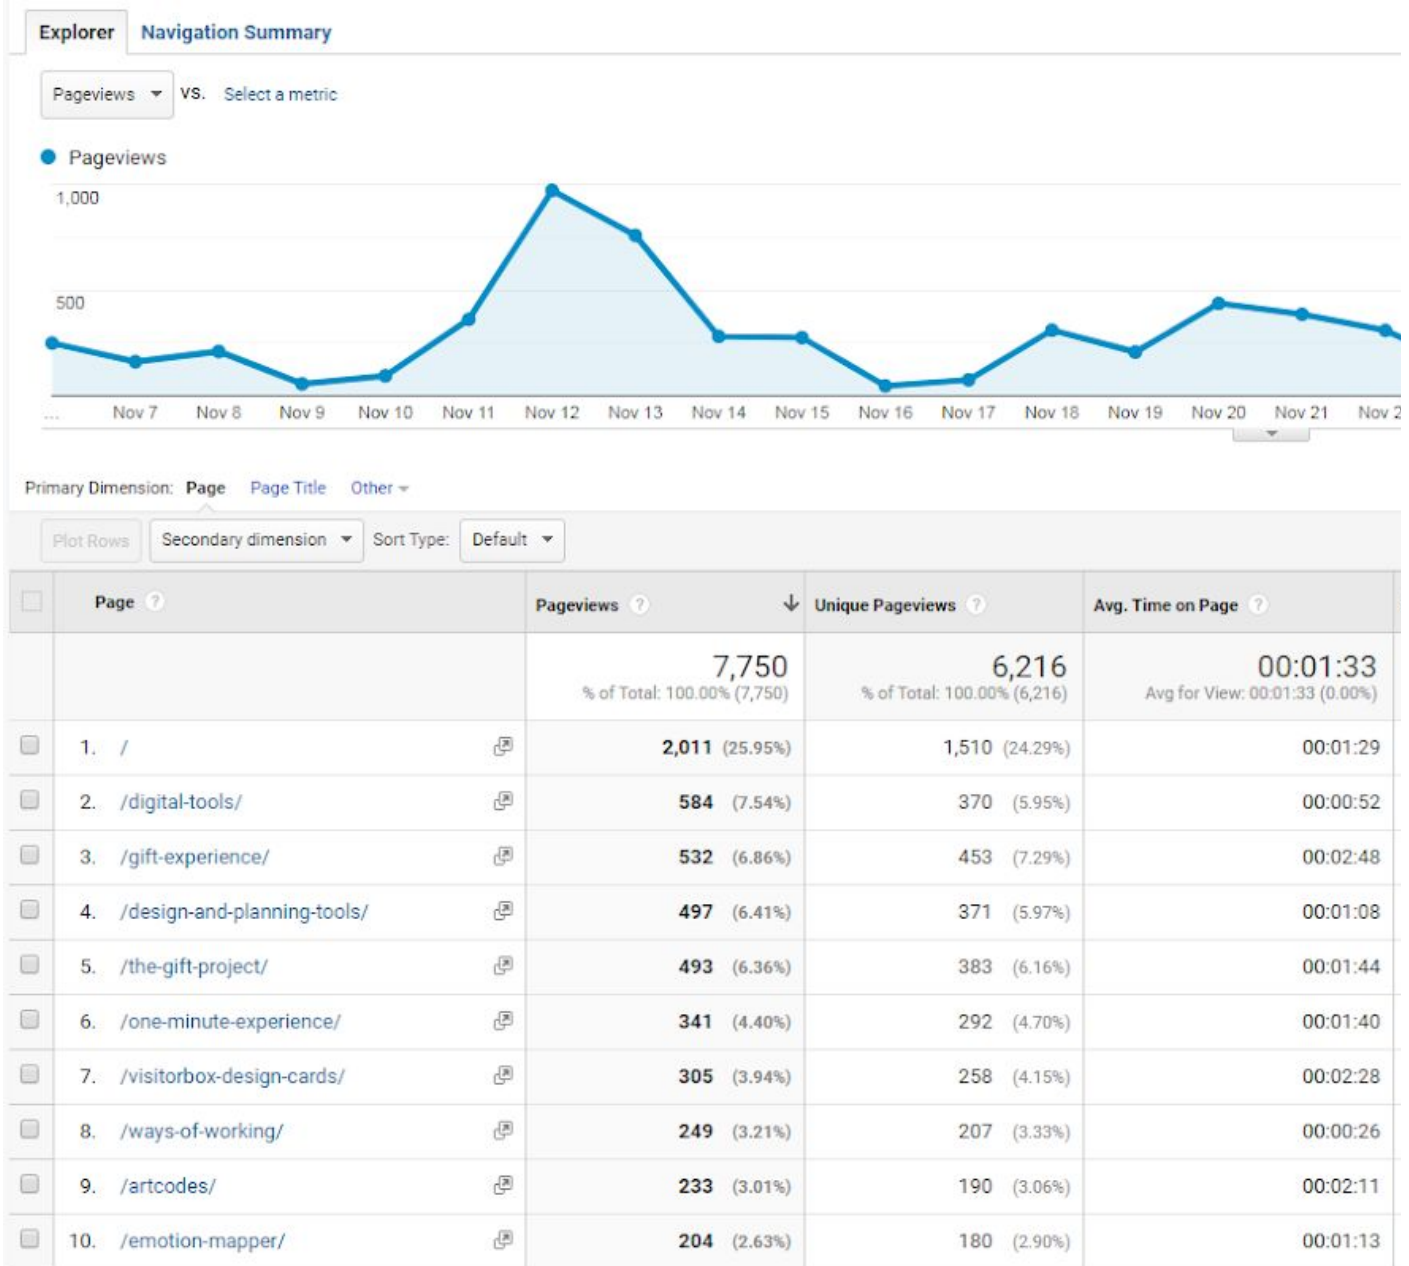 Explorer Navigation Summary
Pageviews VS. Select a metric
Pageviews
1,000
500
... Nov 7 Nov 8 Nov 9 Nov 10 Nov 11 Nov 12 Nov 13 Nov 14 Nov 15 Nov 16 Nov 17 Nov 18 Nov 19 Nov 20 Nov 21 Nov 2
Primary Dimension: Page Page Title Other
Plot Rows Secondary dimension Sort Type: Default
Page ? Pageviews ? Unique Pageviews ? Avg. Time on Page ?
7,750 6,216 00:01:33
% of Total: 100.00% (7,750) % of Total: 100.00% (6,216) Avg for View: 00:01:33 (0.00%)
1. / 2,011 (25.95%) 1,510 (24.29%) 00:01:29
2. /digital-tools/ 584 (7.54%) 370 (5.95%) 00:00:52
3. /gift-experience/ 532 (6.86%) 453 (7.29%) 00:02:48
4. /design-and-planning-tools/ 497 (6.41%) 371 (5.97%) 00:01:08
5. /the-gift-project/ 493 (6.36%) 383 (6.16%) 00:01:44
6. /one-minute-experience/ 341 (4.40%) 292 (4.70%) 00:01:40
7. /visitorbox-design-cards/ 305 (3.94%) 258 (4.15%) 00:02:28
8. /ways-of-working/ 249 (3.21%) 207 (3.33%) 00:00:26
9. /artcodes/ 233 (3.01%) 190 (3.06%) 00:02:11
10. /emotion-mapper/ 204 (2.63%) 180 (2.90%) 00:01:13